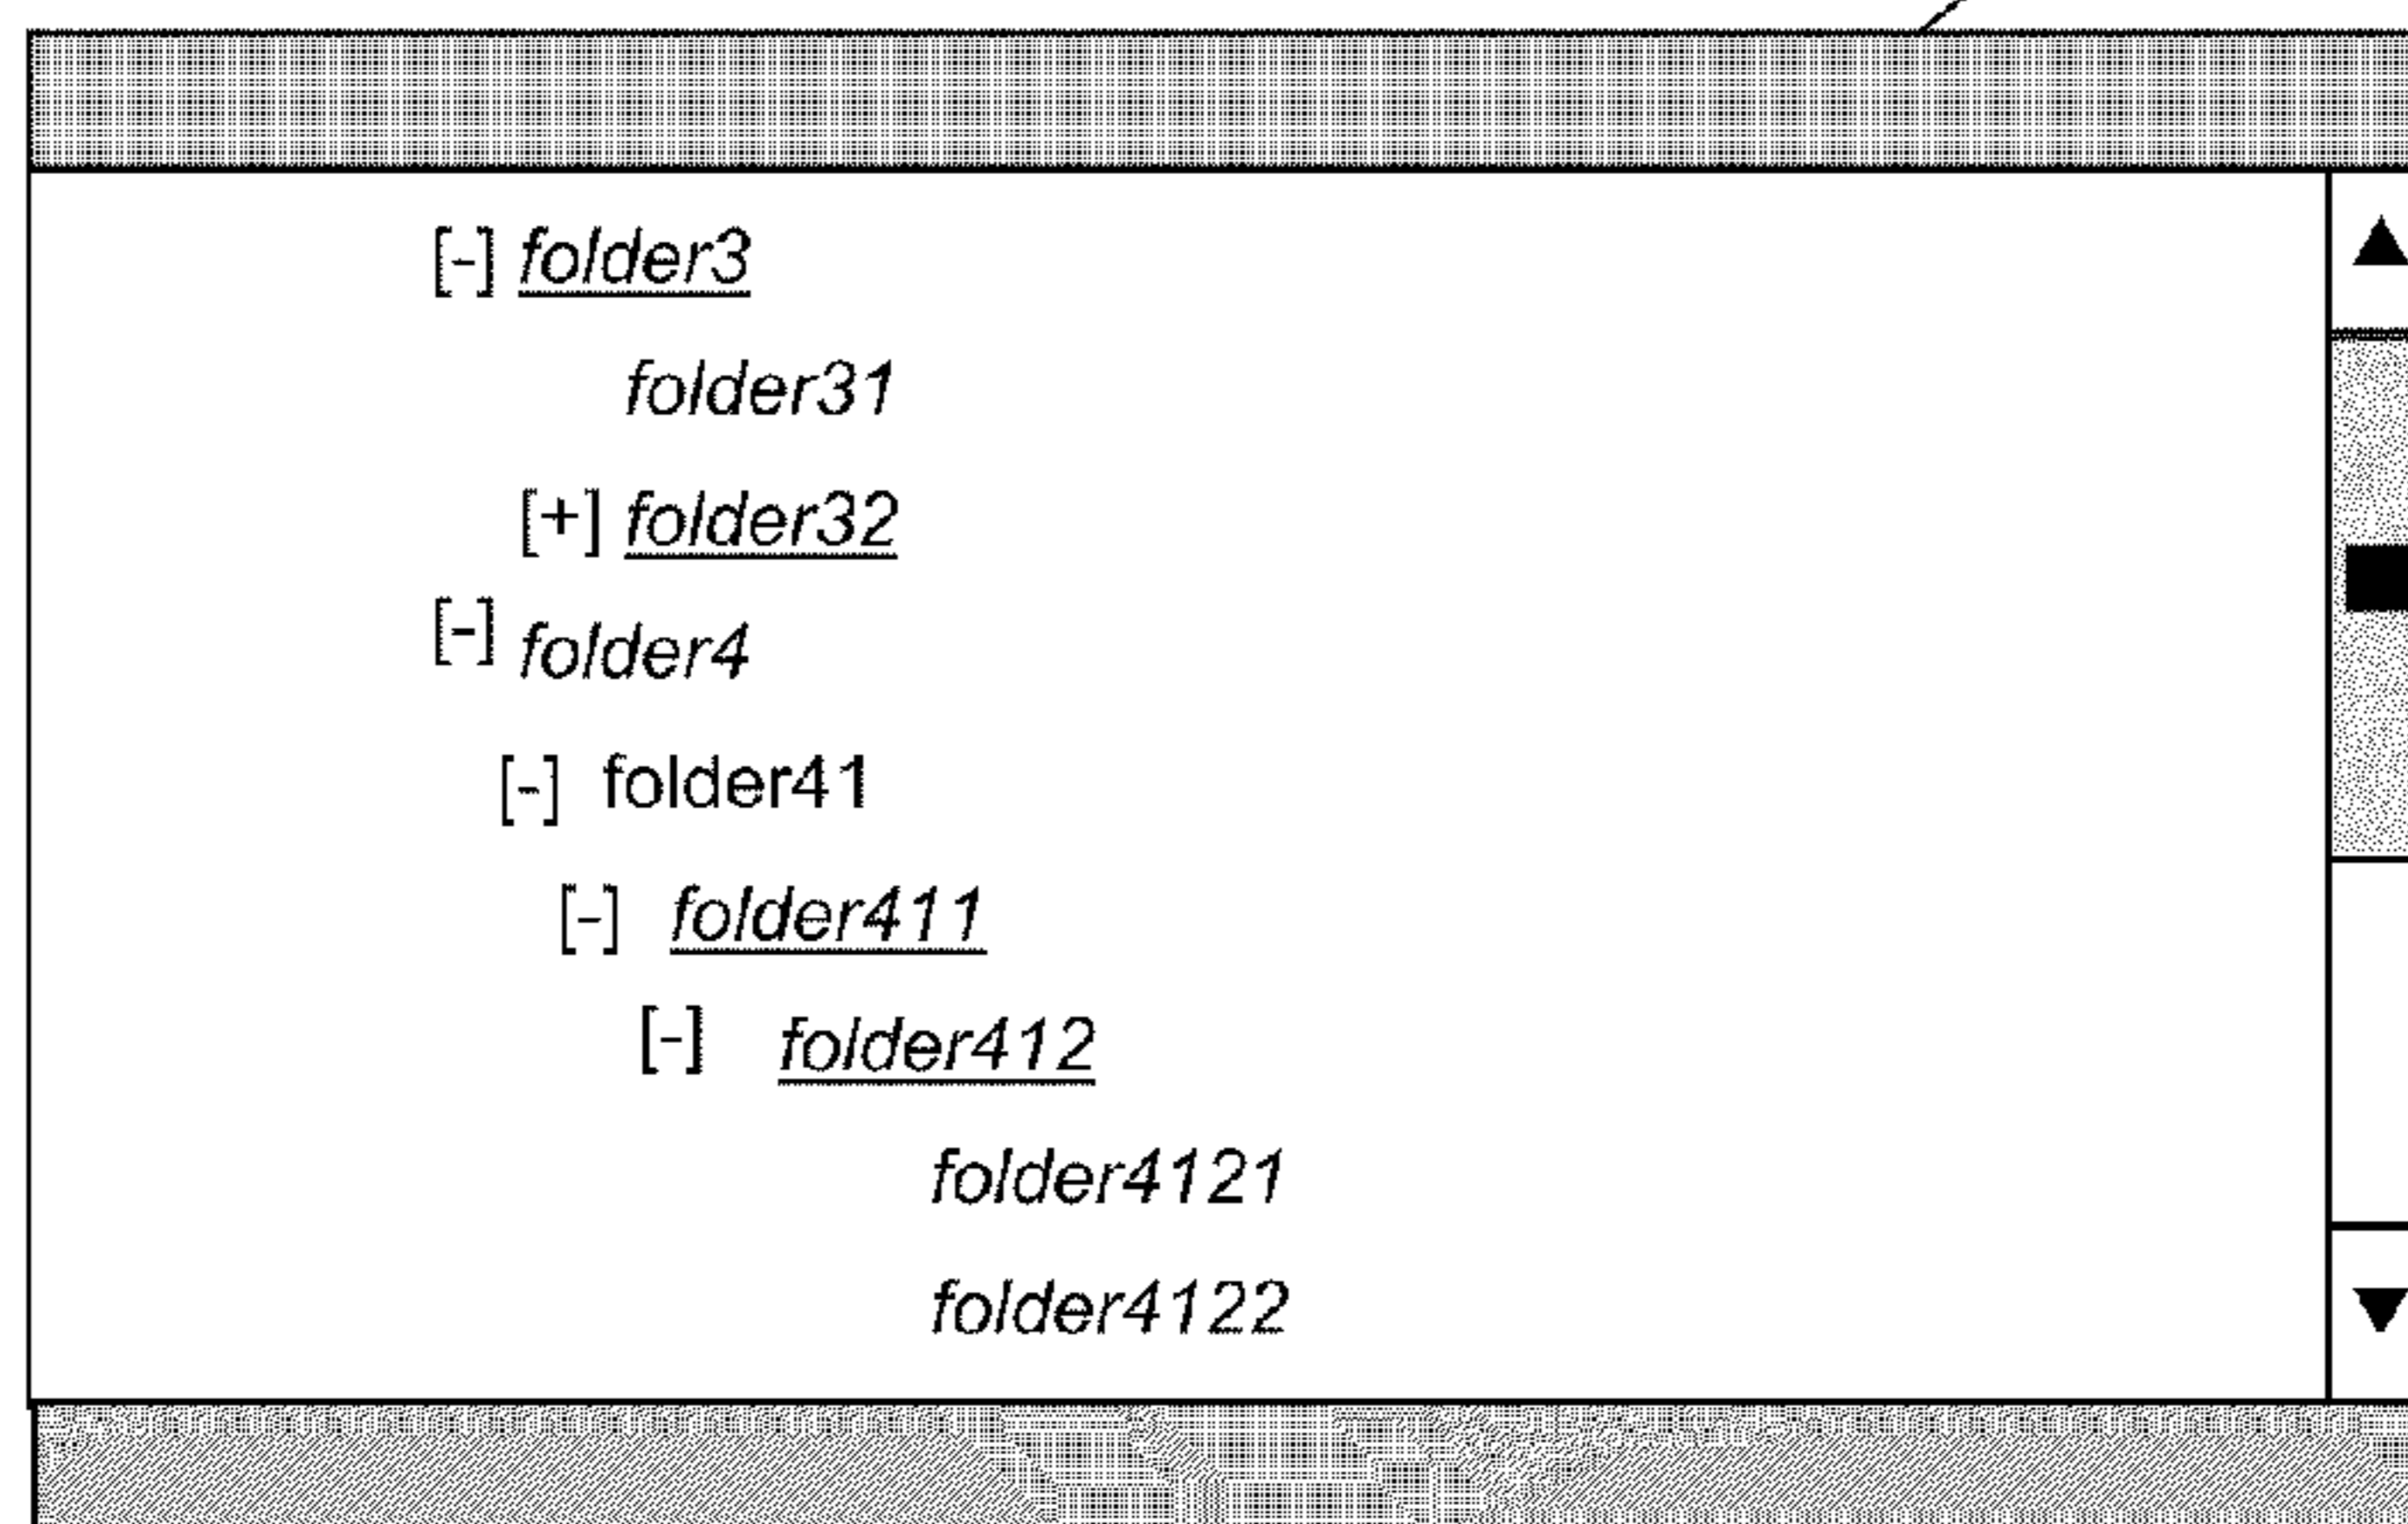 [-] folder3
folder31
[+] folder32
[-] folder4
[-] folder41
[-] folder411
[-] folder412
folder4121
folder4122